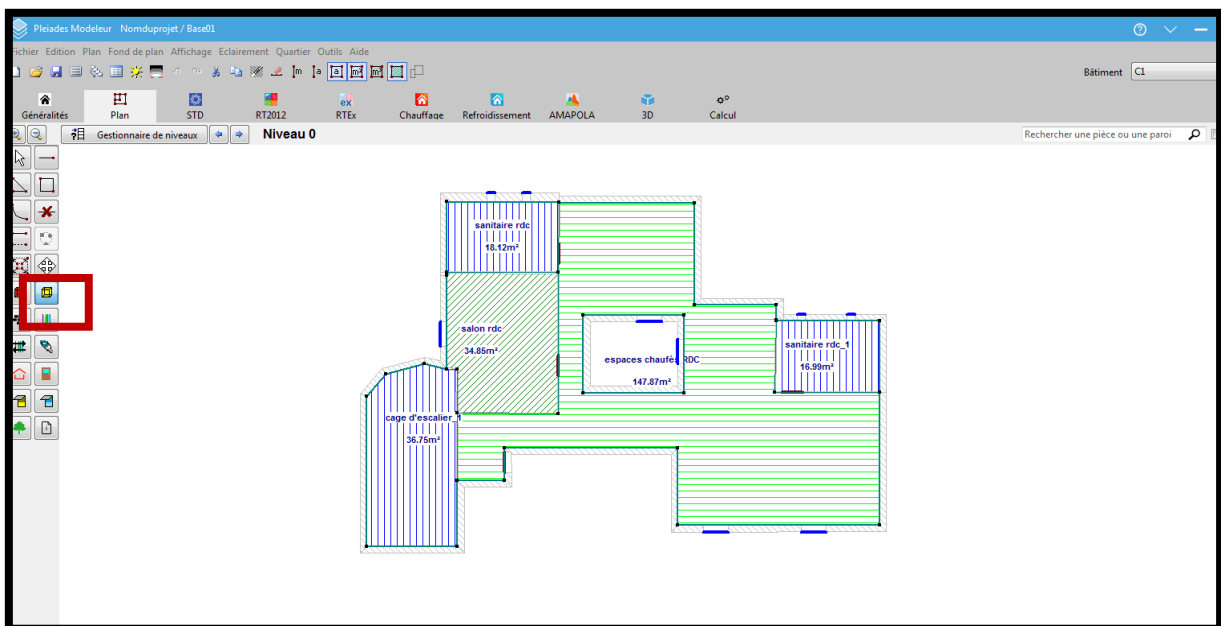 Pleiades Modeleur Nomduprojet / Base01
Fichier Edition Plan Fond de plan Affichage Eclairement Quartier Outils Aide
Bâtiment C1
Généralités Plan STD RT2012 RTEx Chauffage Refroidissement AMAPOLA 3D Calcul
Gestionnaire de niveaux Niveau 0 Rechercher une pièce ou une paroi
sanitaire rdc
18.12m²
salon rdc
34.85m²
espaces chaufés RDC
147.87m²
sanitaire rdc_1
16.99m²
cage d'escalier_1
36.75m²